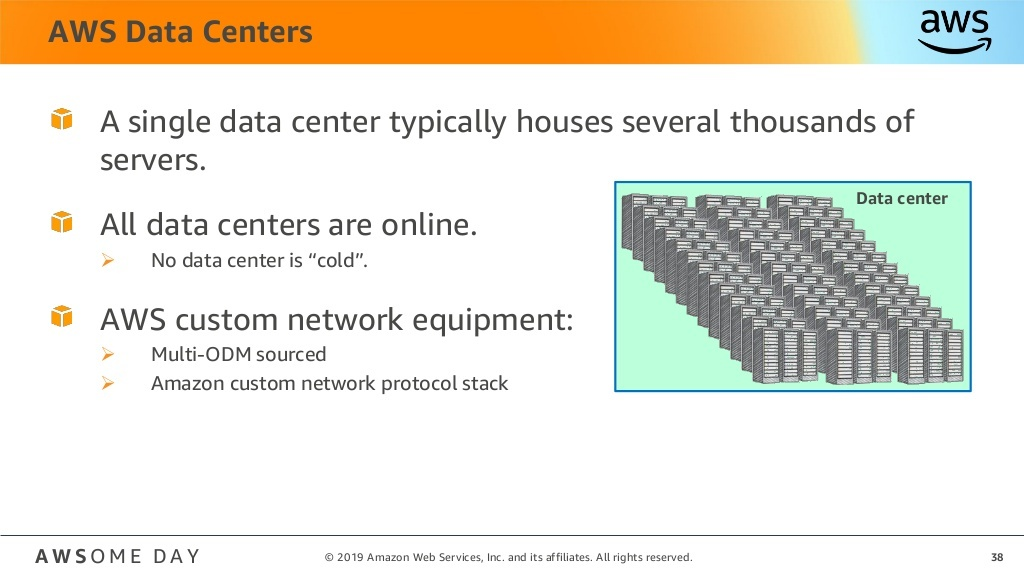 AWS Data Centers
aws
A single data center typically houses several thousands of
servers.
Data center
All data centers are online.
No data center is “cold”.
AWS custom network equipment:
Multi-ODM sourced
Amazon custom network protocol stack
AWSOME DAY
© 2019 Amazon Web Services, Inc. and its affiliates. All rights reserved.
38